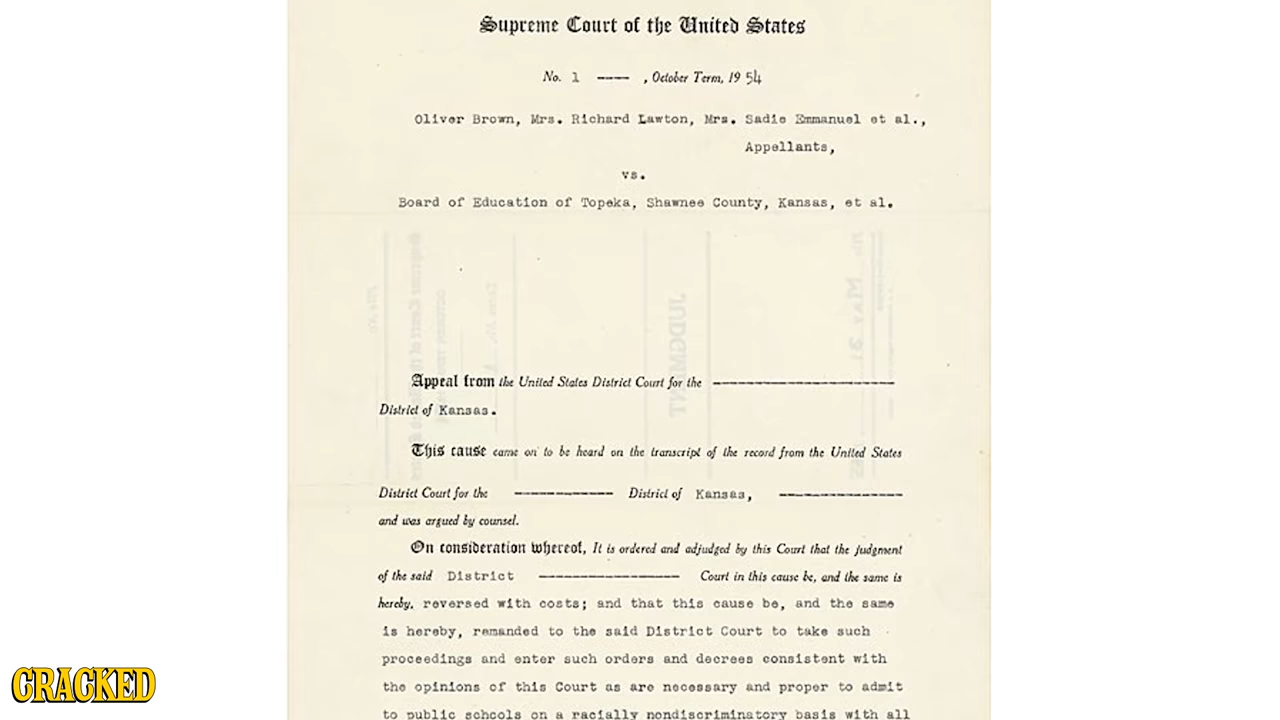 Supreme Court of the United States
No. 1 ---- , October Term, 19 54
Oliver Brown, Mrs. Richard Lawton, Mrs. Sadie Emmanuel et al.,
Appellants,
vs.
Board of Education of Topeka, Shawnee County, Kansas, et al.
Appeal from the United States District Court for the --------------------
District of Kansas.
This cause came on to be heard on the transcript of the record from the United States
District Court for the ------------ District of Kansas, ---------------
and was argued by counsel.
On consideration whereof, It is ordered and adjudged by this Court that the judgment
of the said District ----------------- Court in this cause be, and the same is
hereby, reversed with costs; and that this cause be, and the same
is hereby, remanded to the said District Court to take such
proceedings and enter such orders and decrees consistent with
the opinions of this Court as are necessary and proper to admit
to public schools on a racially nondiscriminatory basis with all
JUDGMENT
MAY 31
CRACKED